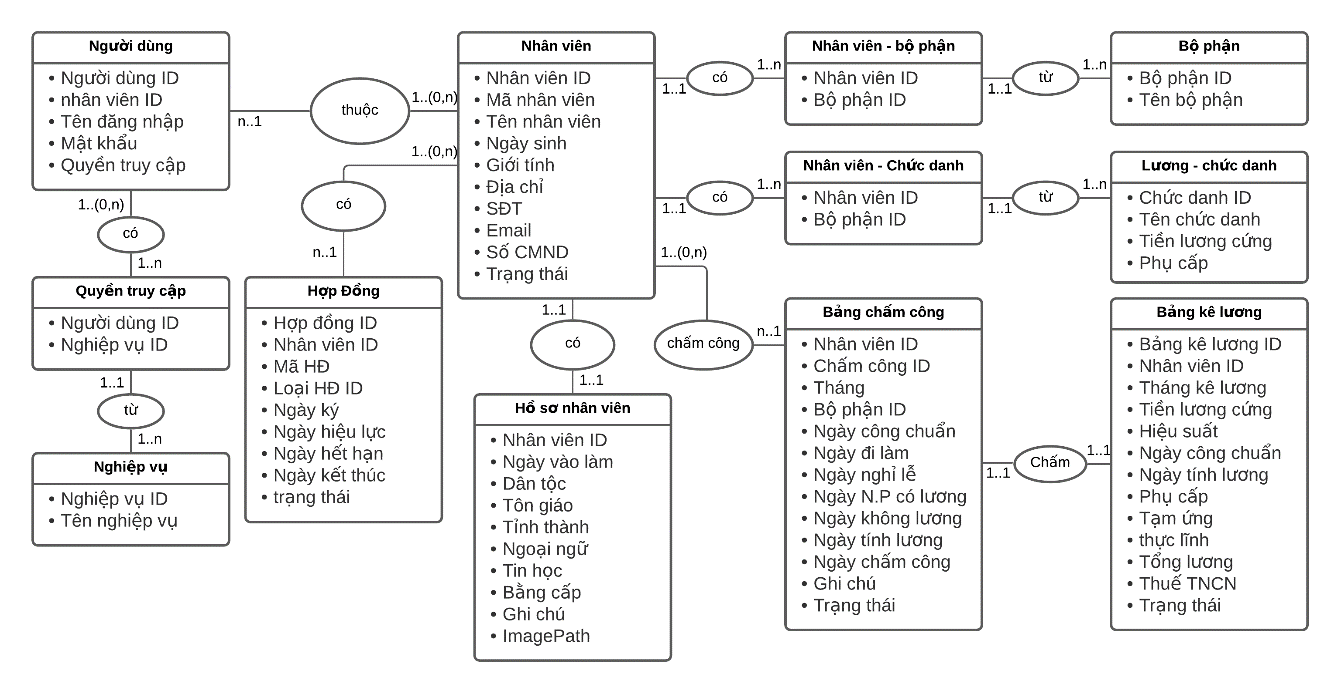 Người dùng
• Người dùng ID
• nhân viên ID
• Tên đăng nhập
• Mật khẩu
• Quyền truy cập
n..1
thuộc
1..(0,n)
1..(0,n)
có
1..n
Quyền truy cập
• Người dùng ID
• Nghiệp vụ ID
1..1
từ
1..n
Nghiệp vụ
• Nghiệp vụ ID
• Tên nghiệp vụ
1..(0,n)
có
n..1
Hợp Đồng
• Hợp đồng ID
• Nhân viên ID
• Mã HĐ
• Loại HĐ ID
• Ngày ký
• Ngày hiệu lực
• Ngày hết hạn
• Ngày kết thúc
• trạng thái
Nhân viên
• Nhân viên ID
• Mã nhân viên
• Tên nhân viên
• Ngày sinh
• Giới tính
• Địa chỉ
• SĐT
• Email
• Số CMND
• Trạng thái
1..1
có
1..1
Hồ sơ nhân viên
• Nhân viên ID
• Ngày vào làm
• Dân tộc
• Tôn giáo
• Tỉnh thành
• Ngoại ngữ
• Tin học
• Bằng cấp
• Ghi chú
• ImagePath
1..1
có
1..n
Nhân viên - bộ phận
• Nhân viên ID
• Bộ phận ID
1..1
từ
1..n
Bộ phận
• Bộ phận ID
• Tên bộ phận
1..1
có
1..n
Nhân viên - Chức danh
• Nhân viên ID
• Bộ phận ID
1..1
từ
1..n
Lương - chức danh
• Chức danh ID
• Tên chức danh
• Tiền lương cứng
• Phụ cấp
1..(0,n)
chấm công
n..1
Bảng chấm công
• Nhân viên ID
• Chấm công ID
• Tháng
• Bộ phận ID
• Ngày công chuẩn
• Ngày đi làm
• Ngày nghỉ lễ
• Ngày N.P có lương
• Ngày không lương
• Ngày tính lương
• Ngày chấm công
• Ghi chú
• Trạng thái
1..1
Chấm
1..1
Bảng kê lương
• Bảng kê lương ID
• Nhân viên ID
• Tháng kê lương
• Tiền lương cứng
• Hiệu suất
• Ngày công chuẩn
• Ngày tính lương
• Phụ cấp
• Tạm ứng
• thực lĩnh
• Tổng lương
• Thuế TNCN
• Trạng thái